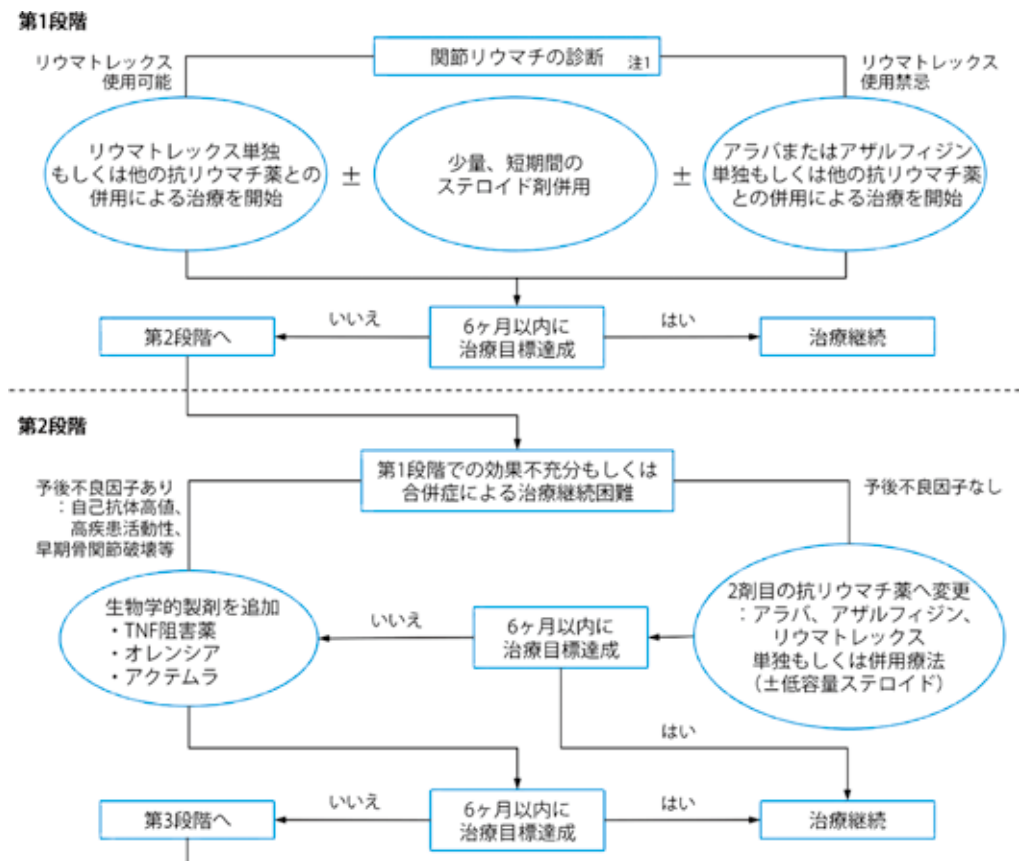 第1段階
関節リウマチの診断 注1
リウマトレックス
使用可能
リウマトレックス
使用禁忌
リウマトレックス単独
もしくは他の抗リウマチ薬との
併用による治療を開始
±
少量、短期間の
ステロイド剤併用
±
アラバまたはアザルフィジン
単独もしくは他の抗リウマチ薬
との併用による治療を開始
第2段階へ
いいえ
6ヶ月以内に
治療目標達成
はい
治療継続
第2段階
第1段階での効果不充分もしくは
合併症による治療継続困難
予後不良因子あり
：自己抗体高値、
高疾患活動性、
早期骨関節破壊等
予後不良因子なし
生物学的製剤を追加
・TNF阻害薬
・オレンシア
・アクテムラ
いいえ
6ヶ月以内に
治療目標達成
2剤目の抗リウマチ薬へ変更
：アラバ、アザルフィジン、
リウマトレックス
単独もしくは併用療法
（±低容量ステロイド）
はい
第3段階へ
いいえ
6ヶ月以内に
治療目標達成
はい
治療継続